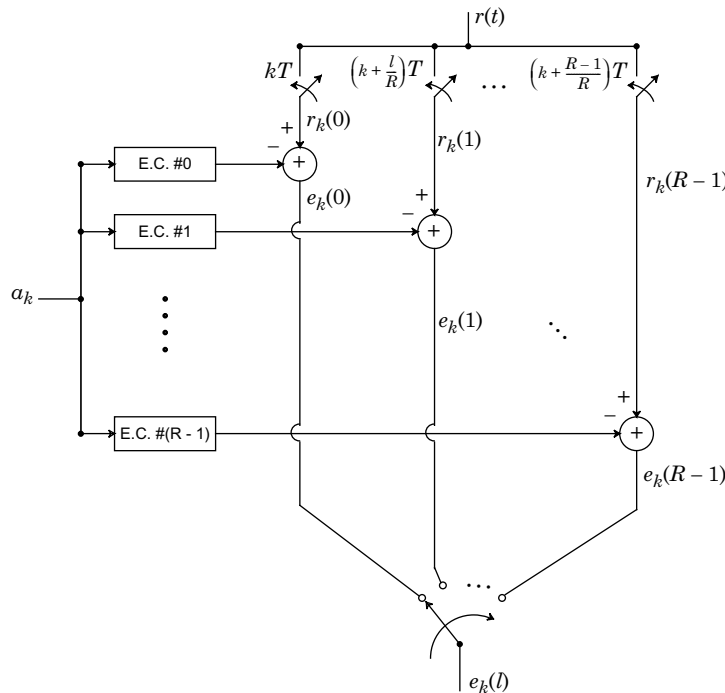 r(t)
kT
(k + l/R)T
...
(k + R−1/R)T
+
r_k(0)
r_k(1)
r_k(R − 1)
E.C. #0
−
+
e_k(0)
+
E.C. #1
−
+
a_k
e_k(1)
+
E.C. #(R - 1)
−
+
e_k(R − 1)
...
e_k(l)